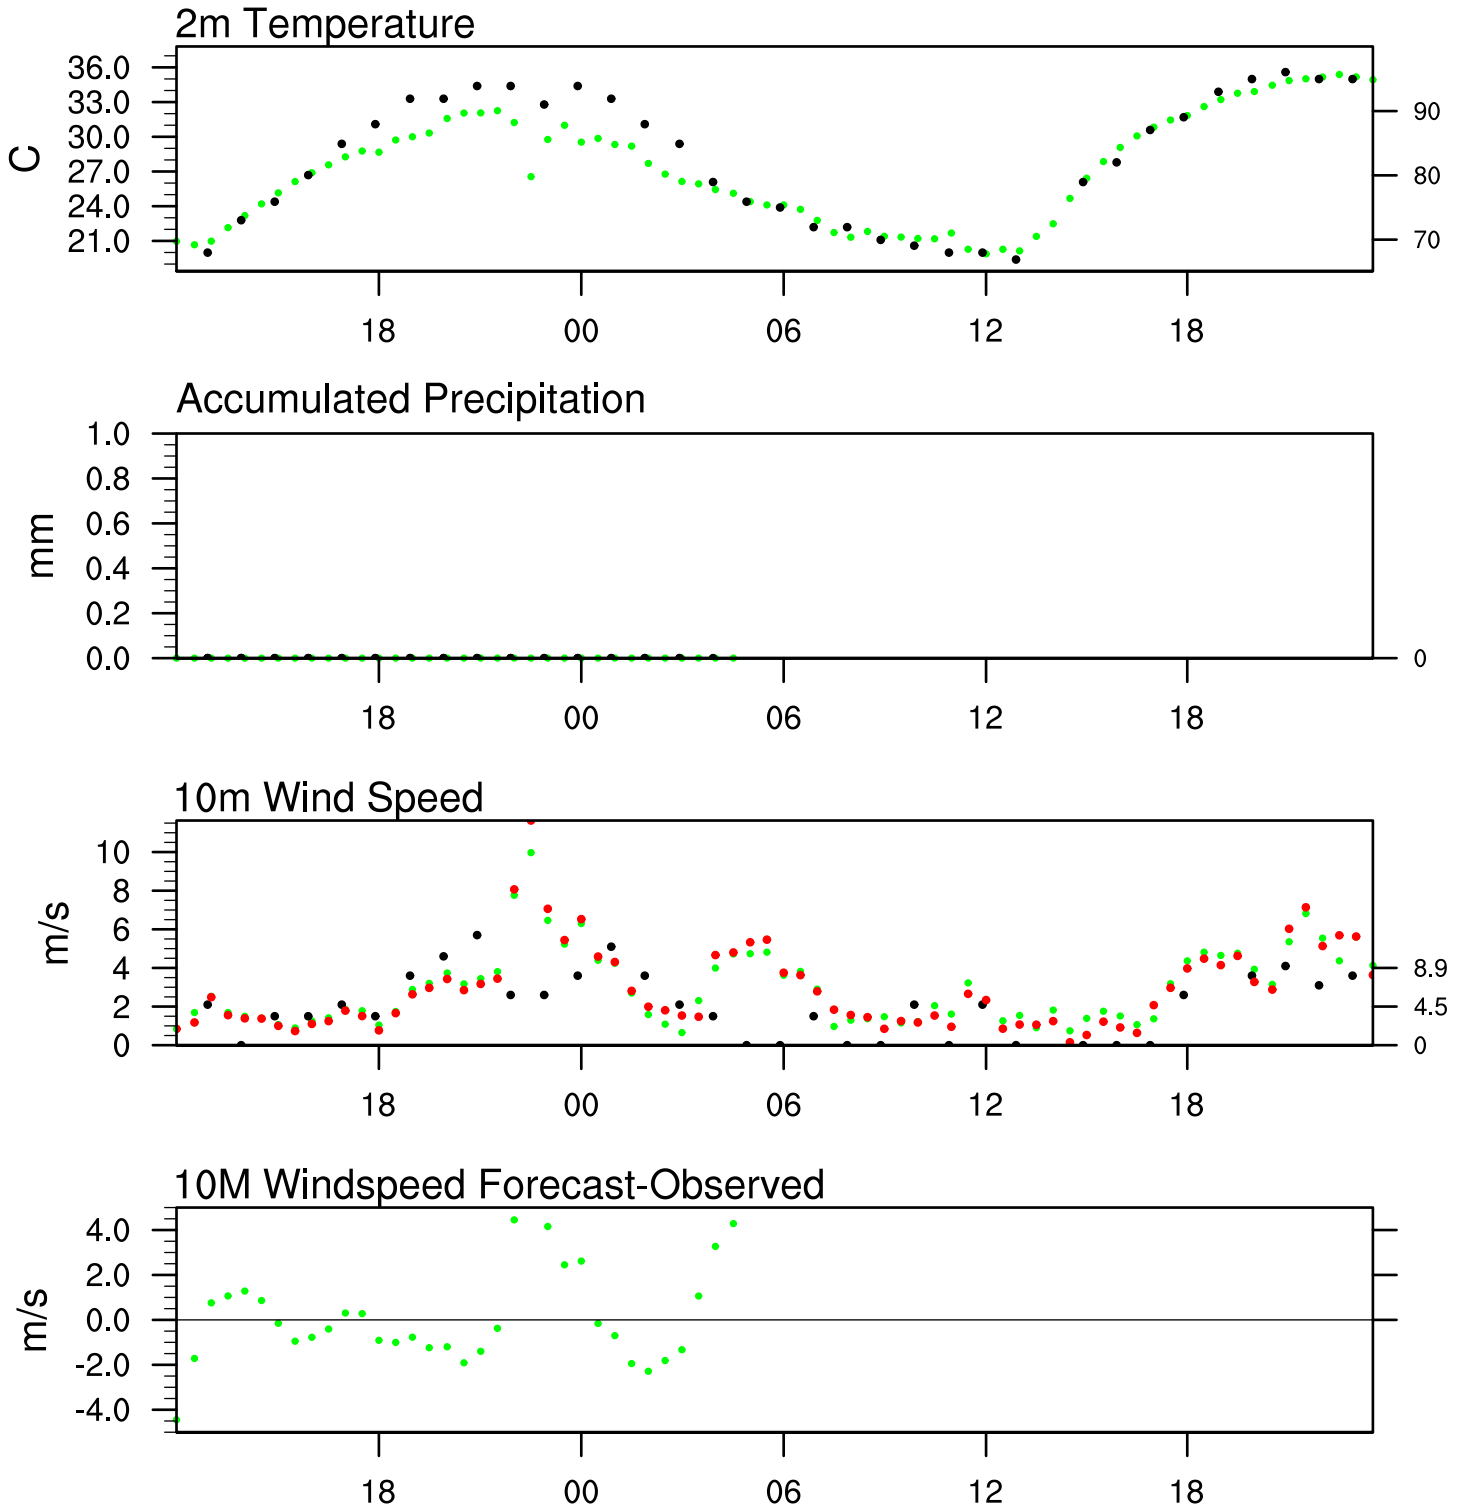 2m Temperature
36.0
33.0
30.0
27.0
24.0
21.0
C
90
80
70
18 00 06 12 18
Accumulated Precipitation
1.0
0.8
0.6
0.4
0.2
0.0
mm
0
18 00 06 12 18
10m Wind Speed
10
8
6
4
2
0
m/s
8.9
4.5
0
18 00 06 12 18
10M Windspeed Forecast-Observed
4.0
2.0
0.0
-2.0
-4.0
m/s
18 00 06 12 18